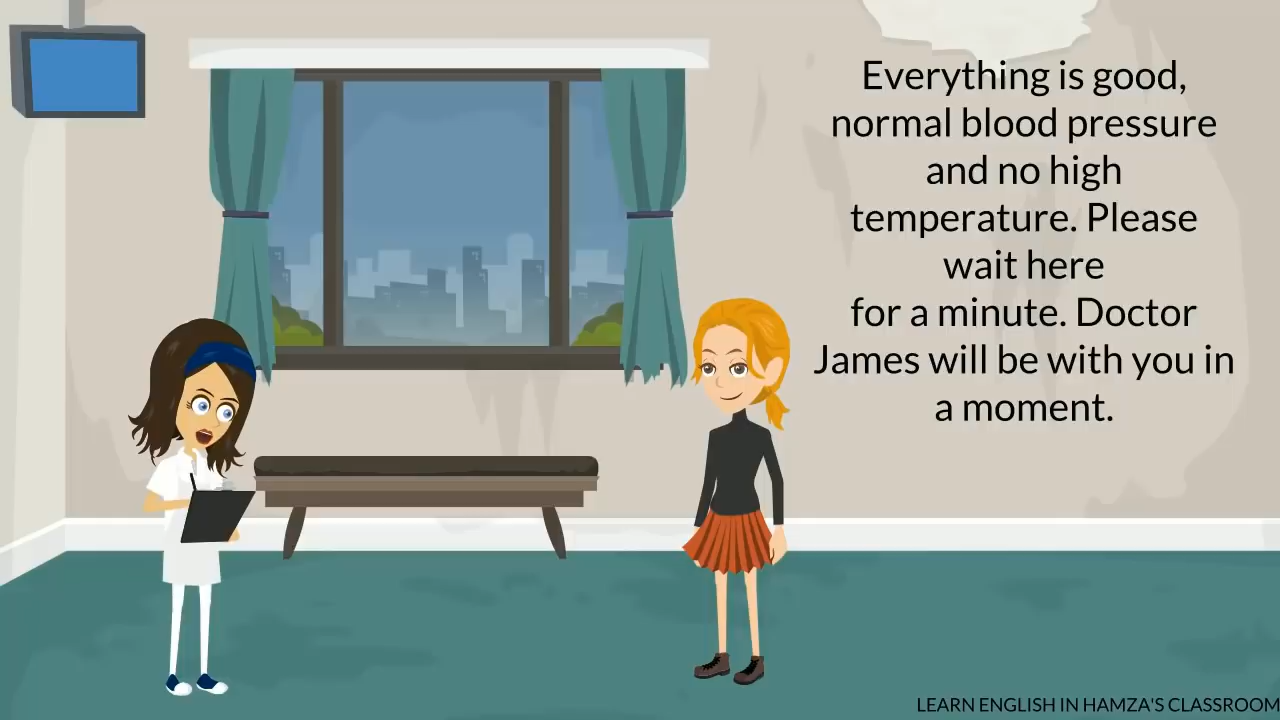 Everything is good,
normal blood pressure
and no high
temperature. Please
wait here
for a minute. Doctor
James will be with you in
a moment.
LEARN ENGLISH IN HAMZA'S CLASSROOM